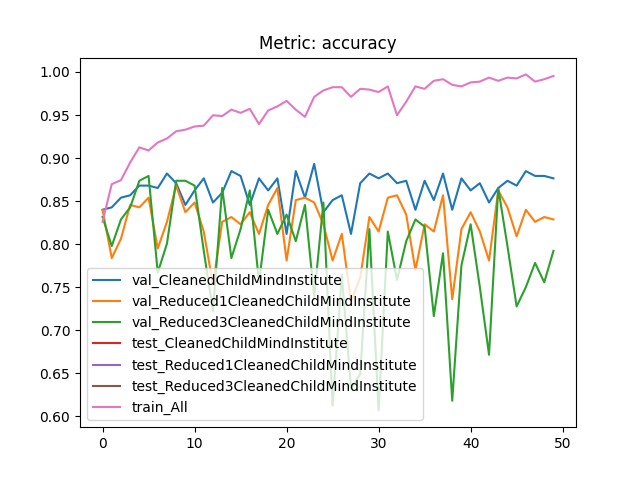 Metric: accuracy
1.00
0.95
0.90
0.85
0.80
0.75
0.70
0.65
0.60
val_CleanedChildMindInstitute
val_Reduced1CleanedChildMindInstitute
val_Reduced3CleanedChildMindInstitute
test_CleanedChildMindInstitute
test_Reduced1CleanedChildMindInstitute
test_Reduced3CleanedChildMindInstitute
train_All
0 10 20 30 40 50